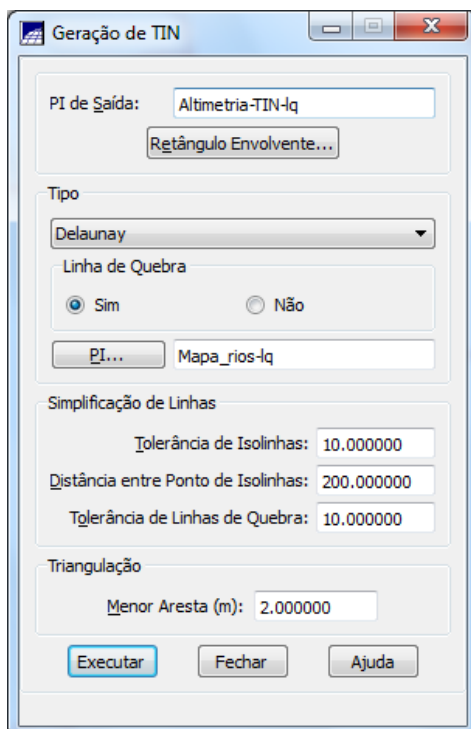 Geração de TIN
PI de Saída: Altimetria-TIN-lq
Retângulo Envolvente...
Tipo
Delaunay
Linha de Quebra
Sim Não
PI... Mapa_rios-lq
Simplificação de Linhas
Tolerância de Isolinhas: 10.000000
Distância entre Ponto de Isolinhas: 200.000000
Tolerância de Linhas de Quebra: 10.000000
Triangulação
Menor Aresta (m): 2.000000
Executar Fechar Ajuda